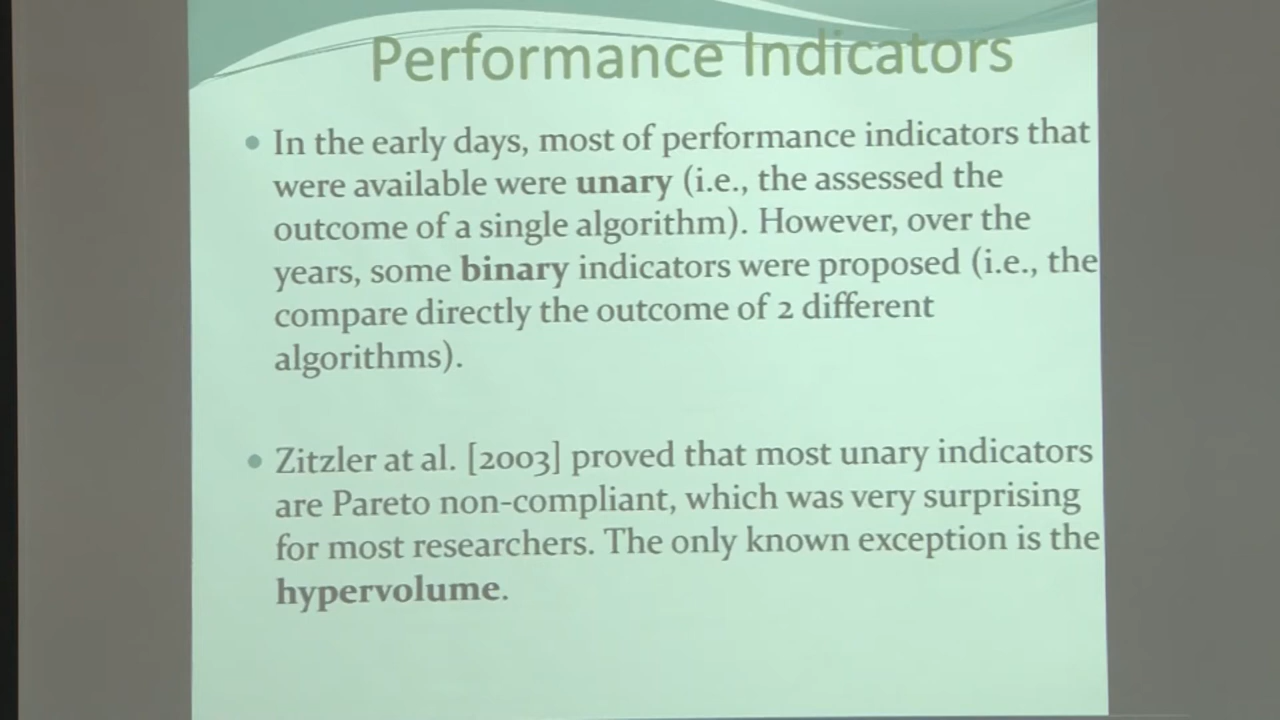 Performance Indicators
• In the early days, most of performance indicators that
were available were unary (i.e., the assessed the
outcome of a single algorithm). However, over the
years, some binary indicators were proposed (i.e., the
compare directly the outcome of 2 different
algorithms).
• Zitzler at al. [2003] proved that most unary indicators
are Pareto non-compliant, which was very surprising
for most researchers. The only known exception is the
hypervolume.